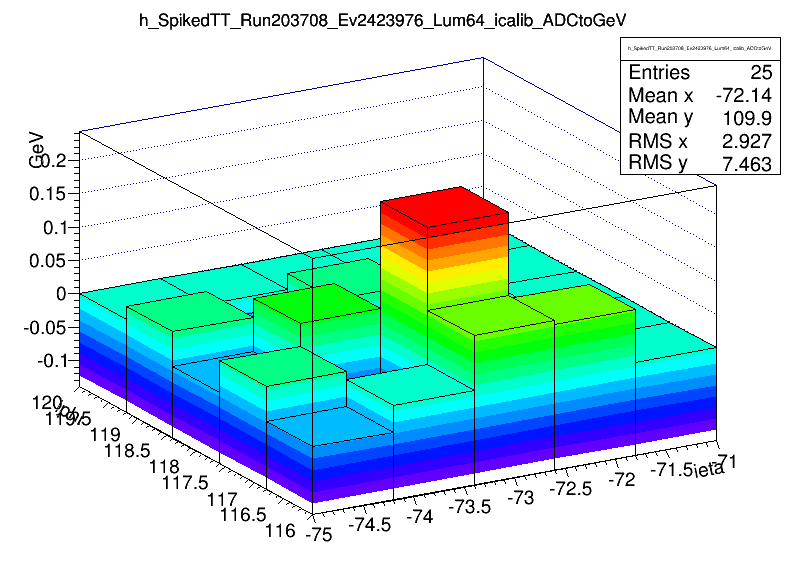 h_SpikedTT_Run203708_Ev2423976_Lum64_icalib_ADCtoGeV
h_SpikedTT_Run203708_Ev2423976_Lum64_icalib_ADCtoGeV
Entries 25
Mean x -72.14
Mean y 109.9
RMS x 2.927
RMS y 7.463
GeV
0.2
0.15
0.1
0.05
0
-0.05
-0.1
120
119.5
119
118.5
118
117.5
117
116.5
116
iphi
-75
-74.5
-74
-73.5
-73
-72.5
-72
-71.5
-71
ieta